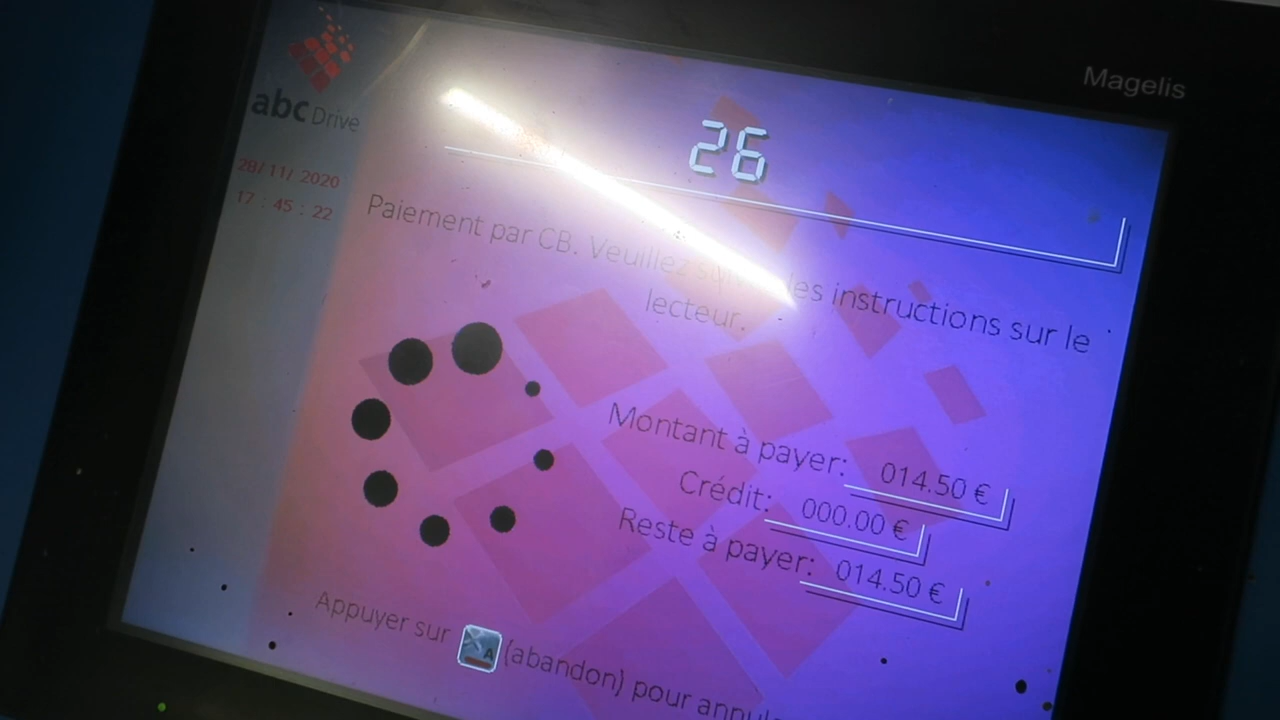 Magelis
abc Drive
28/11/2020
17 : 45 : 22
26
Paiement par CB. Veuillez les instructions sur le
lecteur.
Montant à payer: 014.50 €
Crédit: 000.00 €
Reste à payer: 014.50 €
Appuyer sur A (abandon) pour